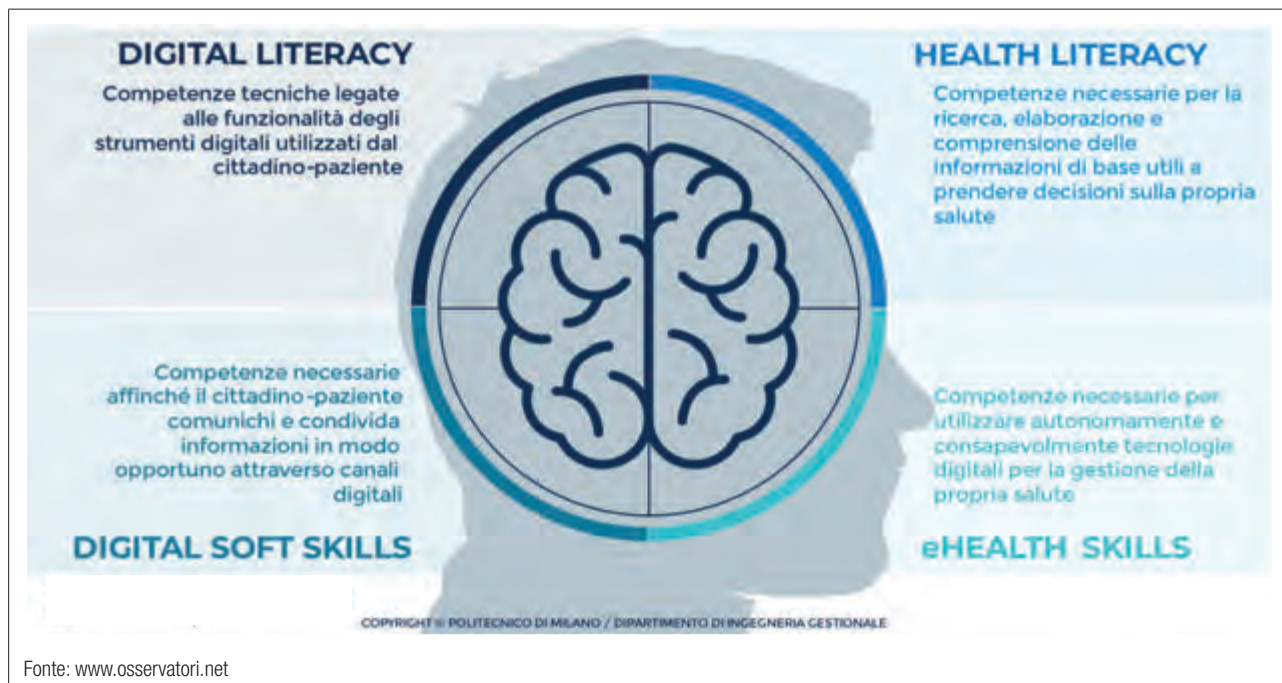 DIGITAL LITERACY
Competenze tecniche legate
alle funzionalità degli
strumenti digitali utilizzati dal
cittadino-paziente
HEALTH LITERACY
Competenze necessarie per la
ricerca, elaborazione e
comprensione delle
informazioni di base utili a
prendere decisioni sulla propria
salute
Competenze necessarie
affinché il cittadino-paziente
comunichi e condivida
informazioni in modo
opportuno attraverso canali
digitali
DIGITAL SOFT SKILLS
Competenze necessarie per
utilizzare autonomamente e
consapevolmente tecnologie
digitali per la gestione della
propria salute
eHEALTH SKILLS
COPYRIGHT © POLITECNICO DI MILANO / DIPARTIMENTO DI INGEGNERIA GESTIONALE
Fonte: www.osservatori.net